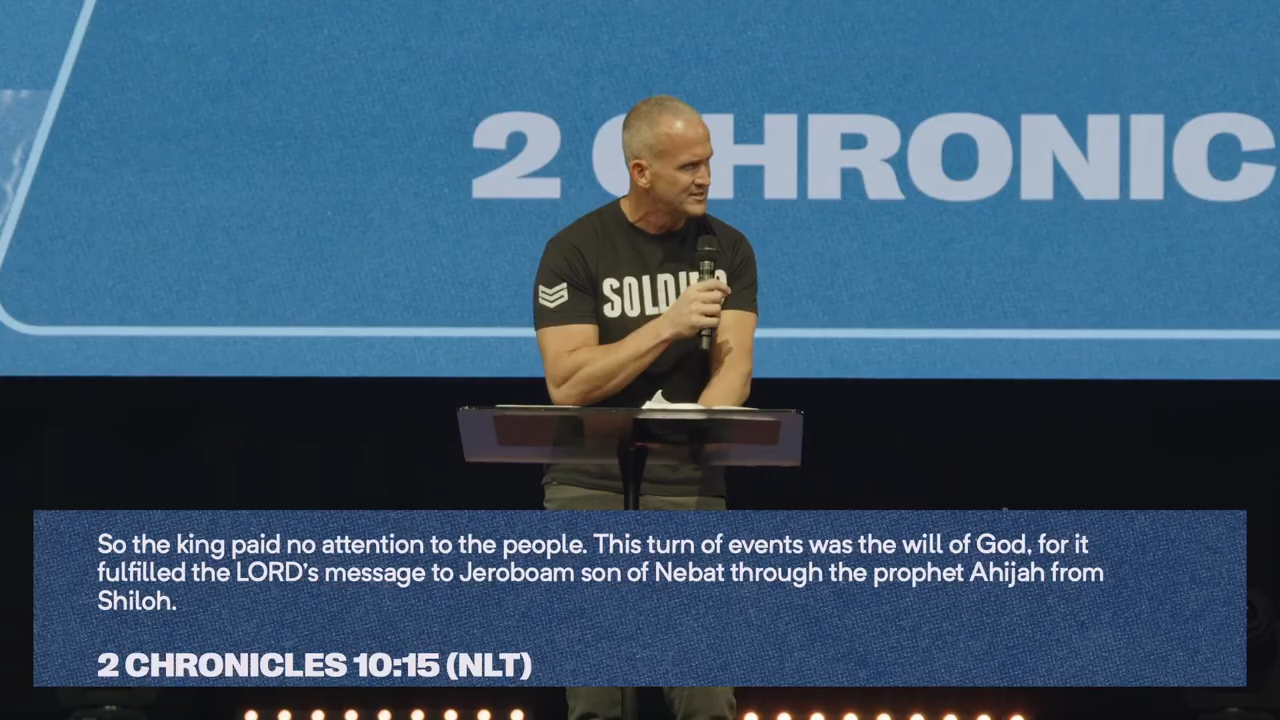 2 CHRONIC
So the king paid no attention to the people. This turn of events was the will of God, for it
fulfilled the LORD's message to Jeroboam son of Nebat through the prophet Ahijah from
Shiloh.
2 CHRONICLES 10:15 (NLT)